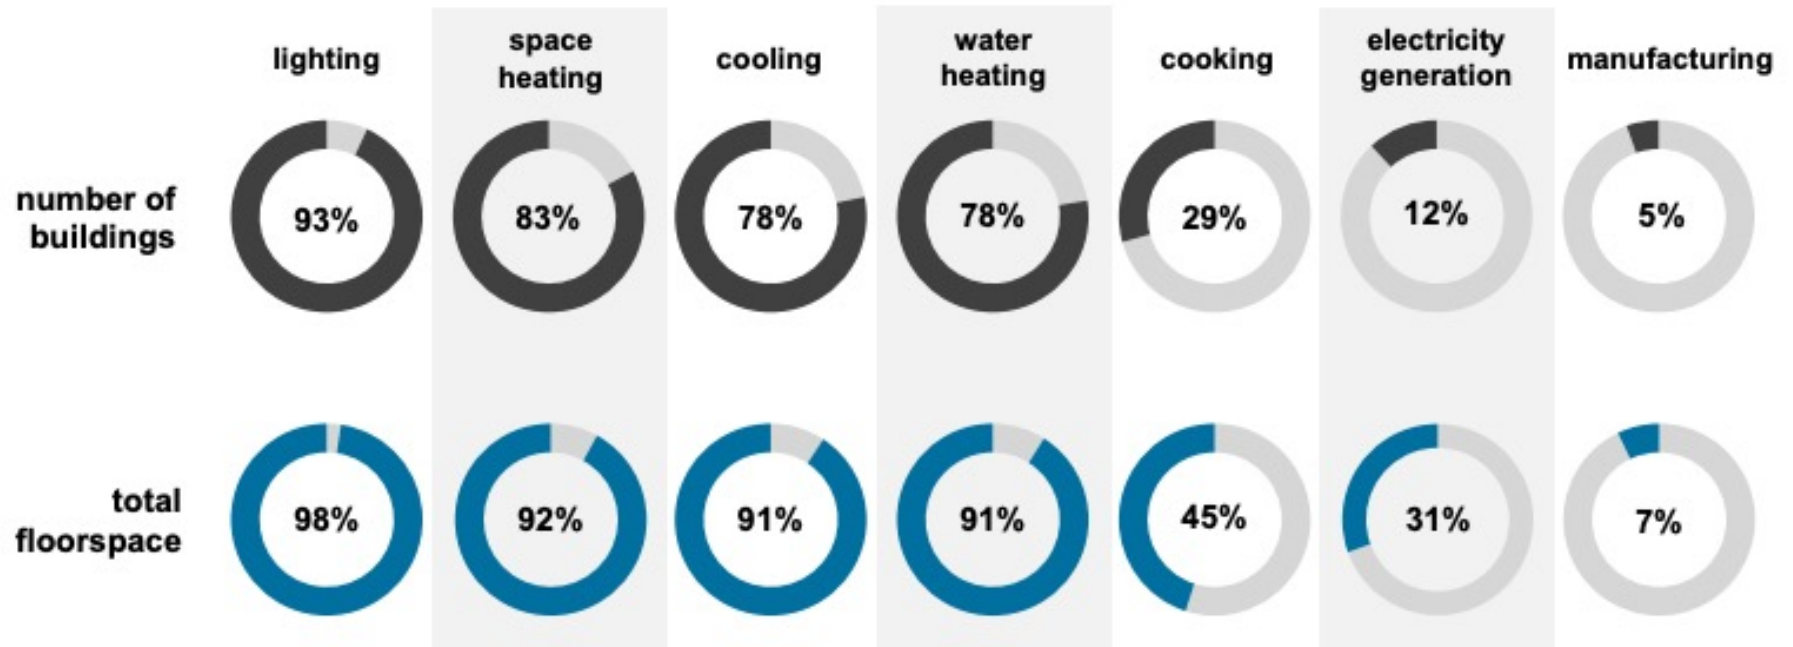 lighting
space
heating
cooling
water
heating
cooking
electricity
generation
manufacturing
number of
buildings
93%
83%
78%
78%
29%
12%
5%
total
floorspace
98%
92%
91%
91%
45%
31%
7%